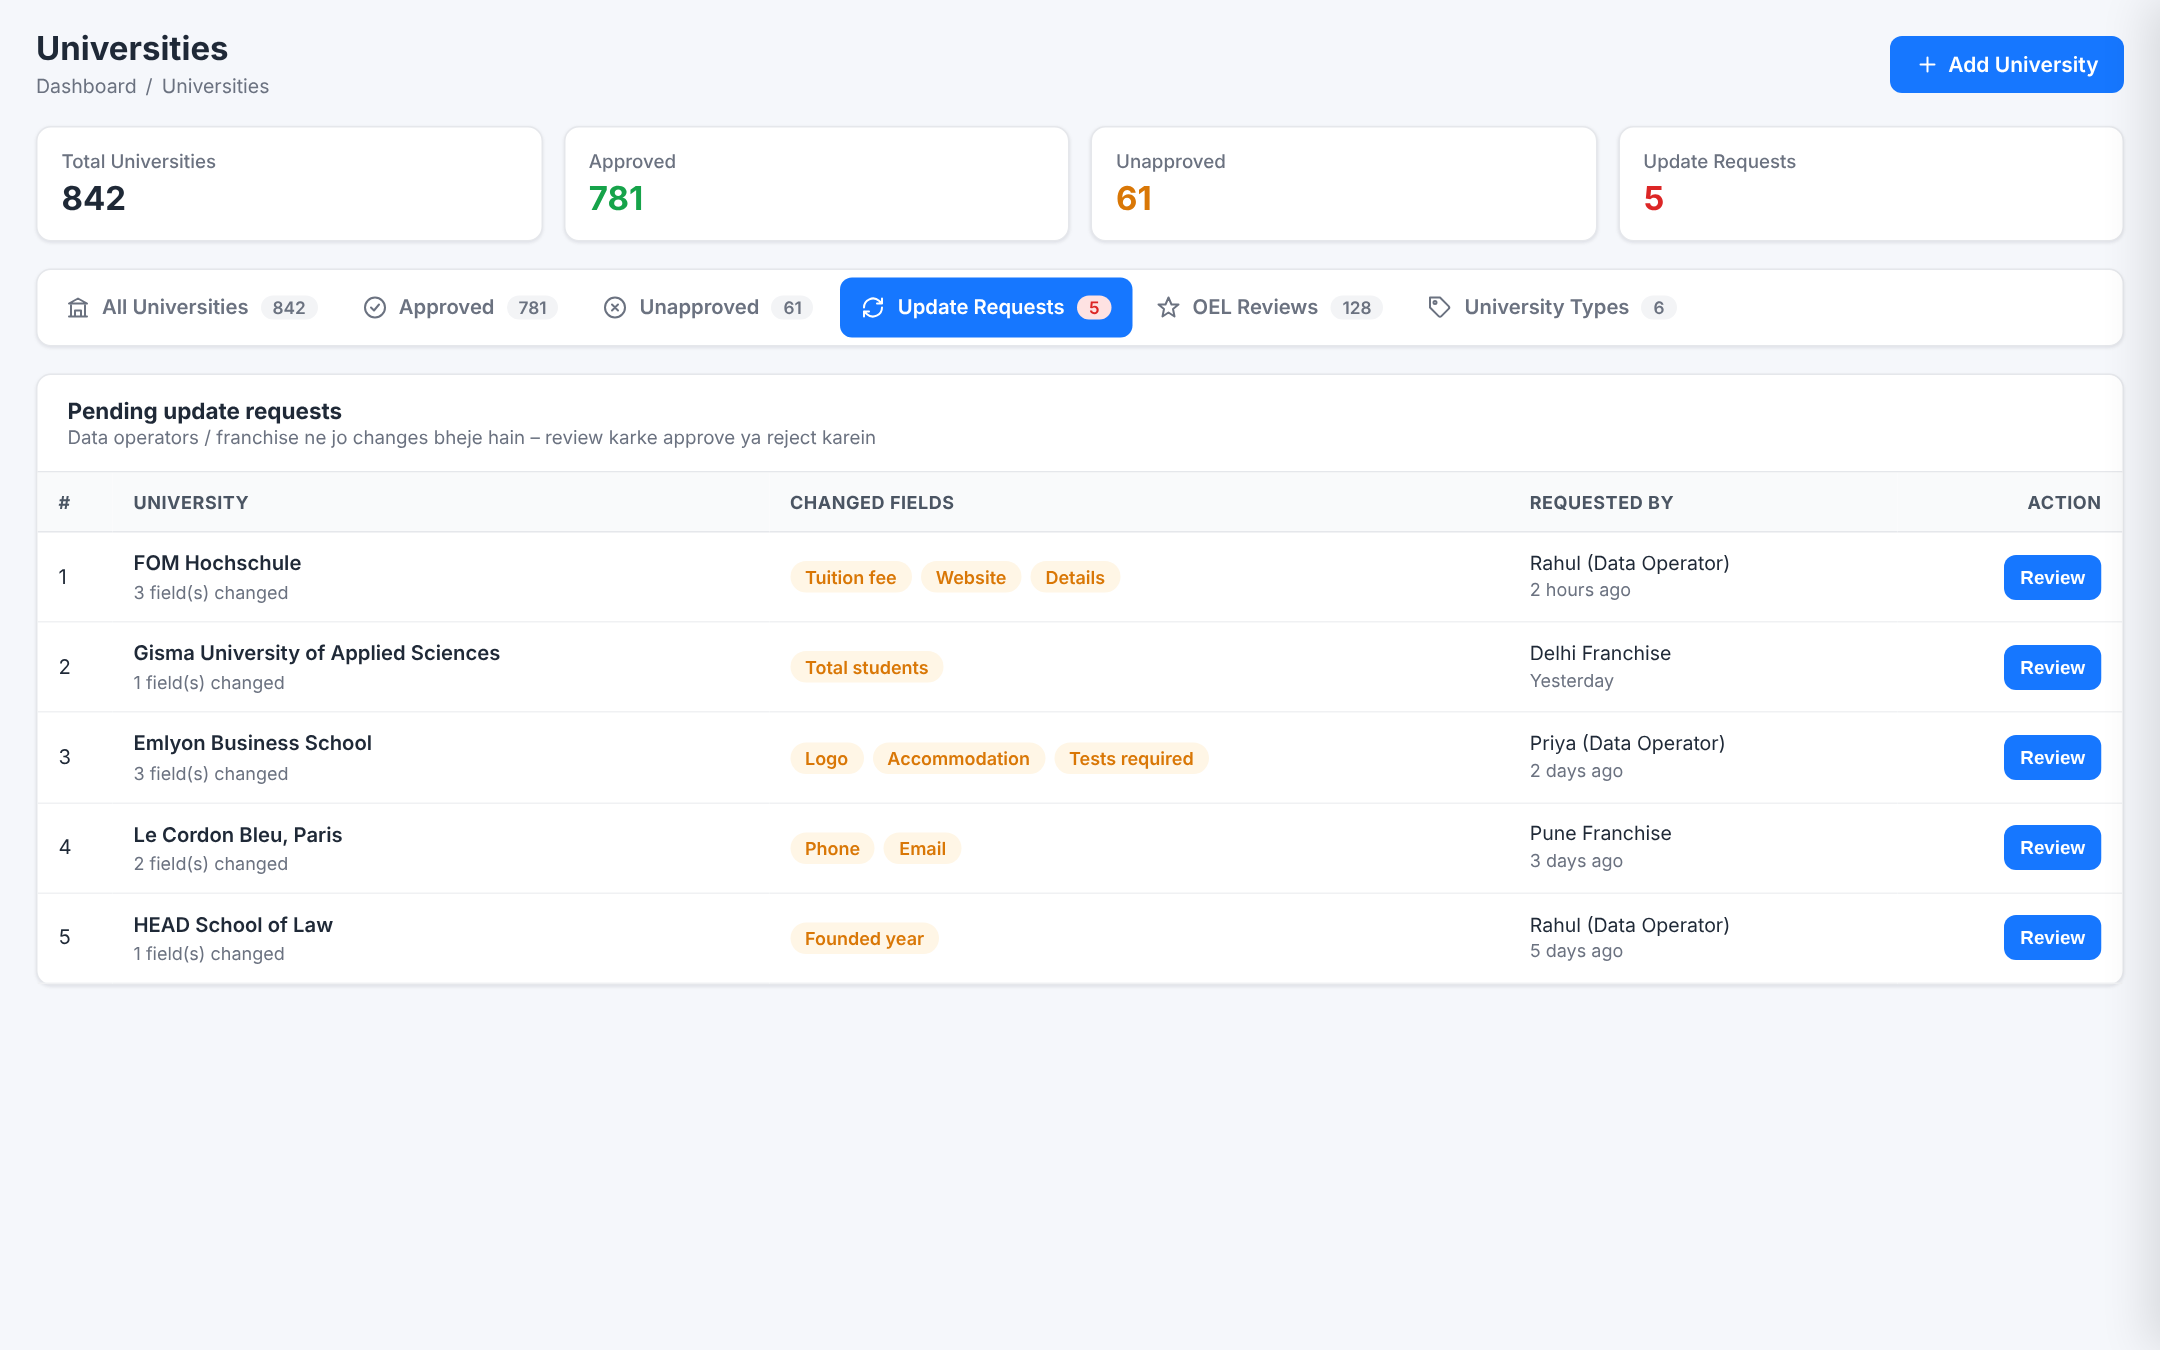 Universities
Dashboard / Universities
+ Add University
Total Universities
842
Approved
781
Unapproved
61
Update Requests
5
All Universities 842 Approved 781 Unapproved 61 Update Requests 5 OEL Reviews 128 University Types 6
Pending update requests
Data operators / franchise ne jo changes bheje hain – review karke approve ya reject karein
# UNIVERSITY CHANGED FIELDS REQUESTED BY ACTION
1 FOM Hochschule Tuition fee Website Details Rahul (Data Operator) Review
3 field(s) changed 2 hours ago
2 Gisma University of Applied Sciences Total students Delhi Franchise Review
1 field(s) changed Yesterday
3 Emlyon Business School Logo Accommodation Tests required Priya (Data Operator) Review
3 field(s) changed 2 days ago
4 Le Cordon Bleu, Paris Phone Email Pune Franchise Review
2 field(s) changed 3 days ago
5 HEAD School of Law Founded year Rahul (Data Operator) Review
1 field(s) changed 5 days ago